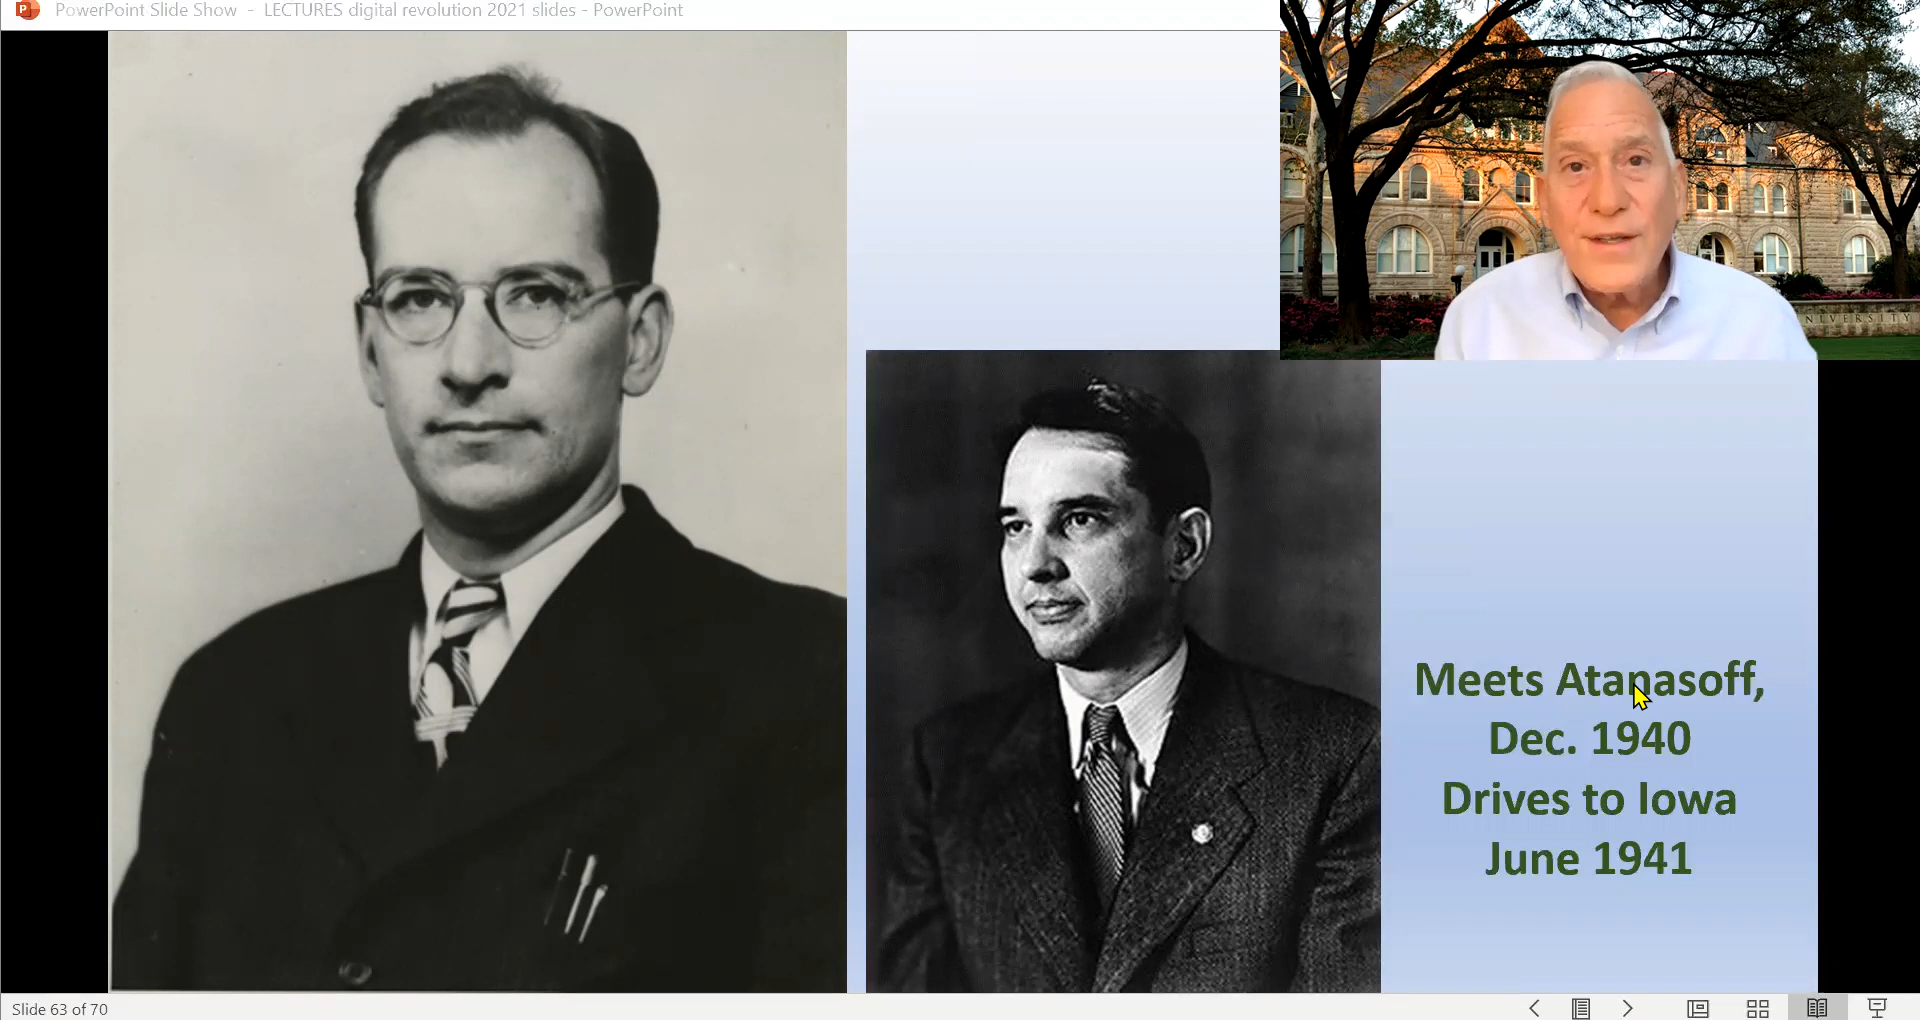 P
PowerPoint Slide Show - LECTURES digital revolution 2021 slides - PowerPoint
NIVERSITY
Meets Atanasoff,
Dec. 1940
Drives to Iowa
June 1941
Slide 63 of 70